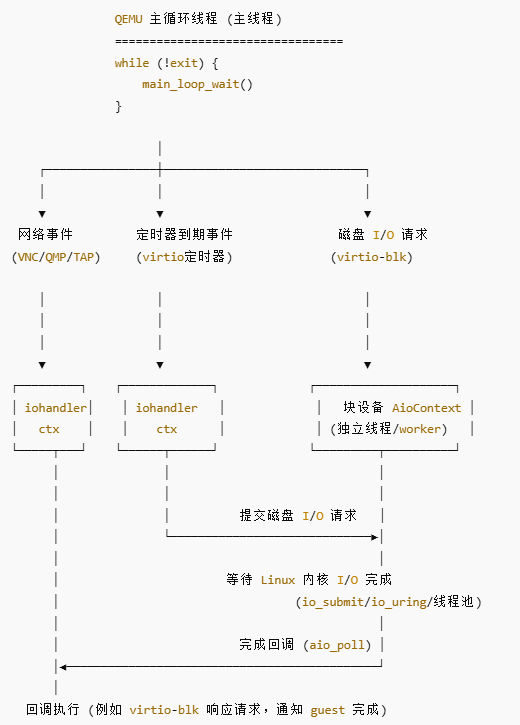 QEMU 主循环线程 (主线程)
=================================
while (!exit) {
main_loop_wait()
}
网络事件 定时器到期事件 磁盘 I/O 请求
(VNC/QMP/TAP) (virtio定时器) (virtio-blk)
iohandler iohandler 块设备 AioContext
ctx ctx (独立线程/worker)
提交磁盘 I/O 请求
等待 Linux 内核 I/O 完成
(io_submit/io_uring/线程池)
完成回调 (aio_poll)
回调执行 (例如 virtio-blk 响应请求，通知 guest 完成)